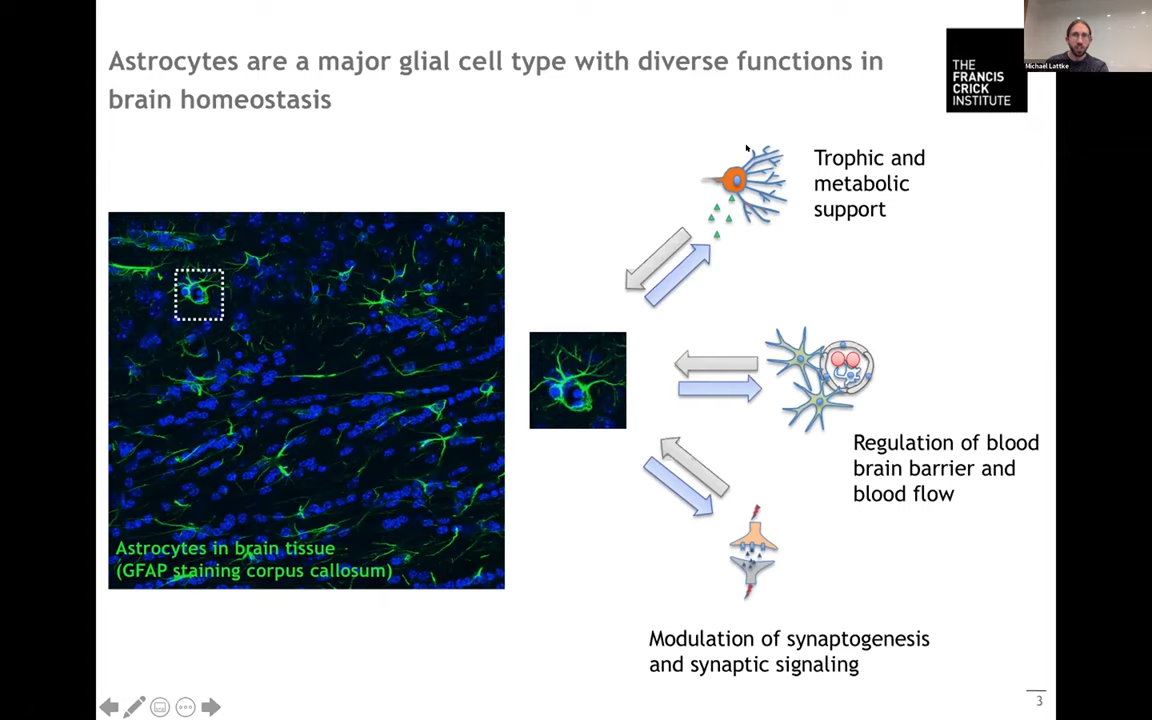 Astrocytes are a major glial cell type with diverse functions in
brain homeostasis
THE
FRANCIS
CRICK
INSTITUTE
Michael Lattke
Trophic and
metabolic
support
Regulation of blood
brain barrier and
blood flow
Astrocytes in brain tissue
(GFAP staining corpus callosum)
Modulation of synaptogenesis
and synaptic signaling
3